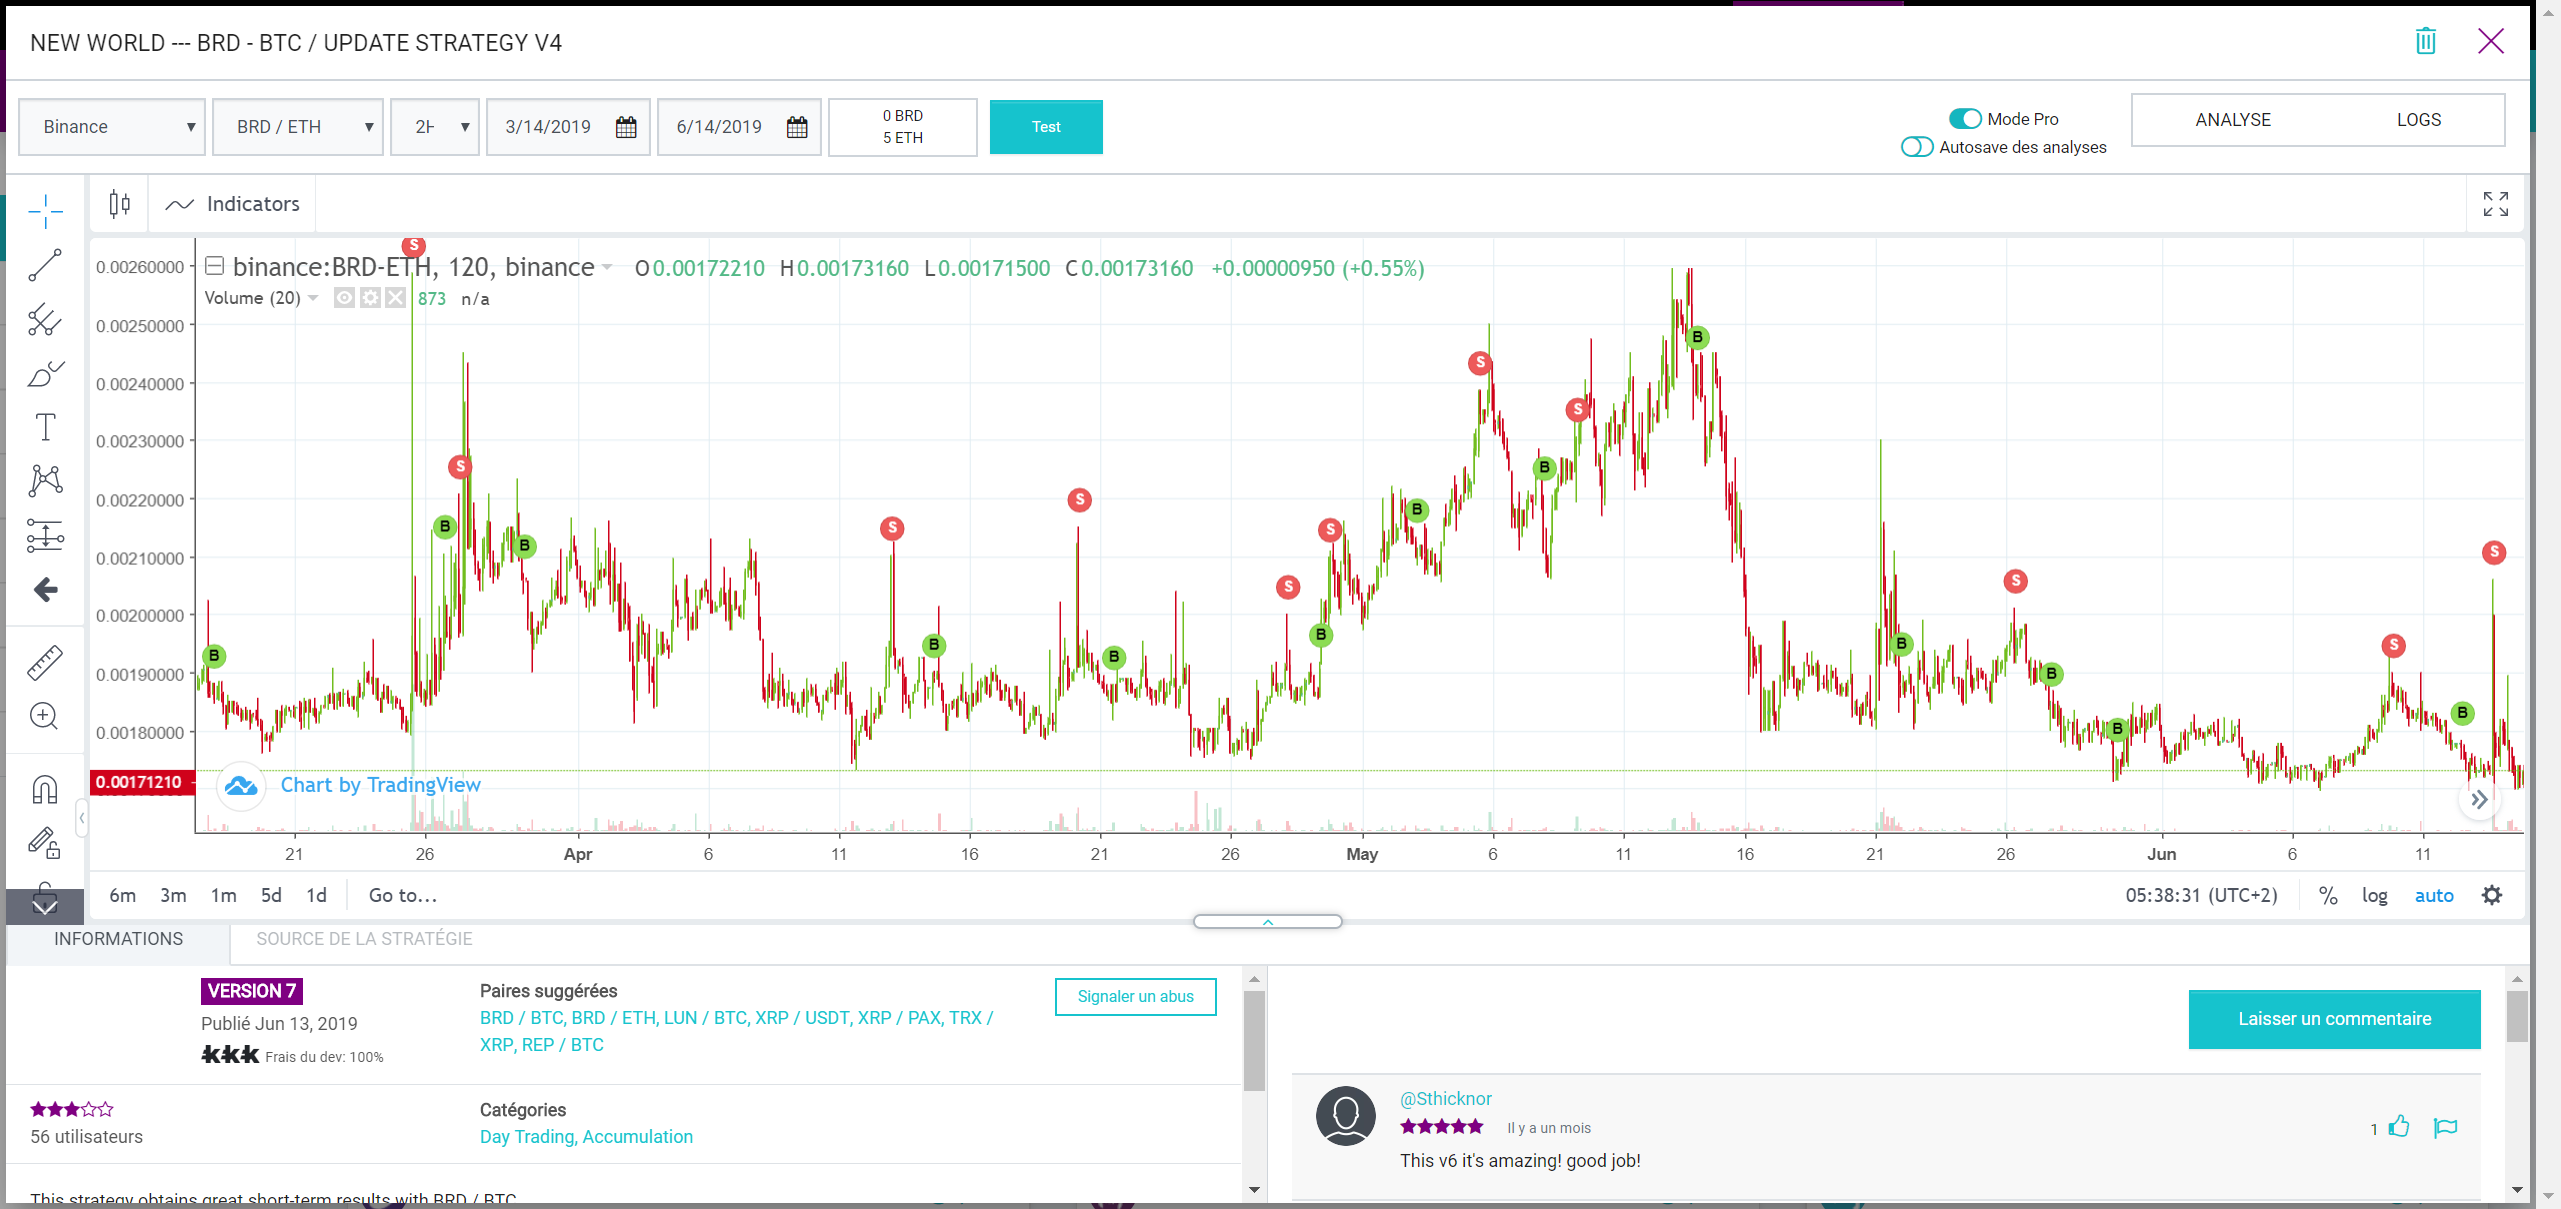 NEW WORLD --- BRD - BTC / UPDATE STRATEGY V4
Binance
BRD / ETH
2H
3/14/2019
6/14/2019
0 BRD
5 ETH
Test
Mode Pro
Autosave des analyses
ANALYSE
LOGS
Indicators
binance:BRD-ETH, 120, binance
O0.00172210 H0.00173160 L0.00171500 C0.00173160 +0.00000950 (+0.55%)
Volume (20) 873 n/a
0.00260000
0.00250000
0.00240000
0.00230000
0.00220000
0.00210000
0.00200000
0.00190000
0.00180000
0.00171210
S
S
B
B
B
S
B
S
B
S
S
B
B
S
B
S
B
B
S
B
B
S
B
S
Chart by TradingView
21 26 Apr 6 11 16 21 26 May 6 11 16 21 26 Jun 6 11
6m 3m 1m 5d 1d Go to...
05:38:31 (UTC+2) % log auto
INFORMATIONS
SOURCE DE LA STRATÉGIE
VERSION 7
Publié Jun 13, 2019
Frais du dev: 100%
Paires suggérées
BRD / BTC, BRD / ETH, LUN / BTC, XRP / USDT, XRP / PAX, TRX /
XRP, REP / BTC
Signaler un abus
56 utilisateurs
Catégories
Day Trading, Accumulation
This strategy obtains great short-term results with BRD / BTC
Laisser un commentaire
@Sthicknor
Il y a un mois
1
This v6 it's amazing! good job!